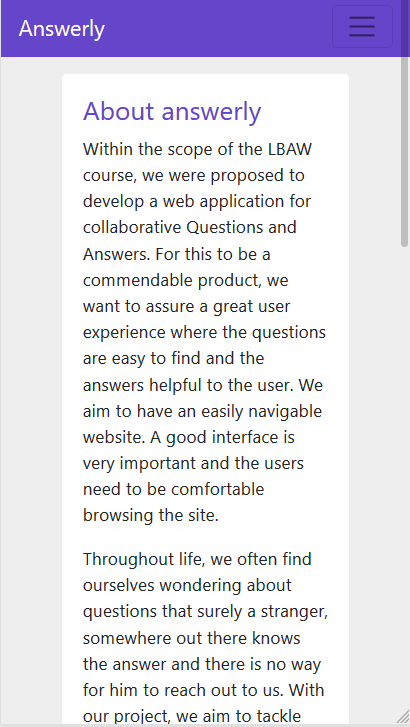 Answerly
About answerly
Within the scope of the LBAW
course, we were proposed to
develop a web application for
collaborative Questions and
Answers. For this to be a
commendable product, we
want to assure a great user
experience where the questions
are easy to find and the
answers helpful to the user. We
aim to have an easily navigable
website. A good interface is
very important and the users
need to be comfortable
browsing the site.
Throughout life, we often find
ourselves wondering about
questions that surely a stranger,
somewhere out there knows
the answer and there is no way
for him to reach out to us. With
our project, we aim to tackle